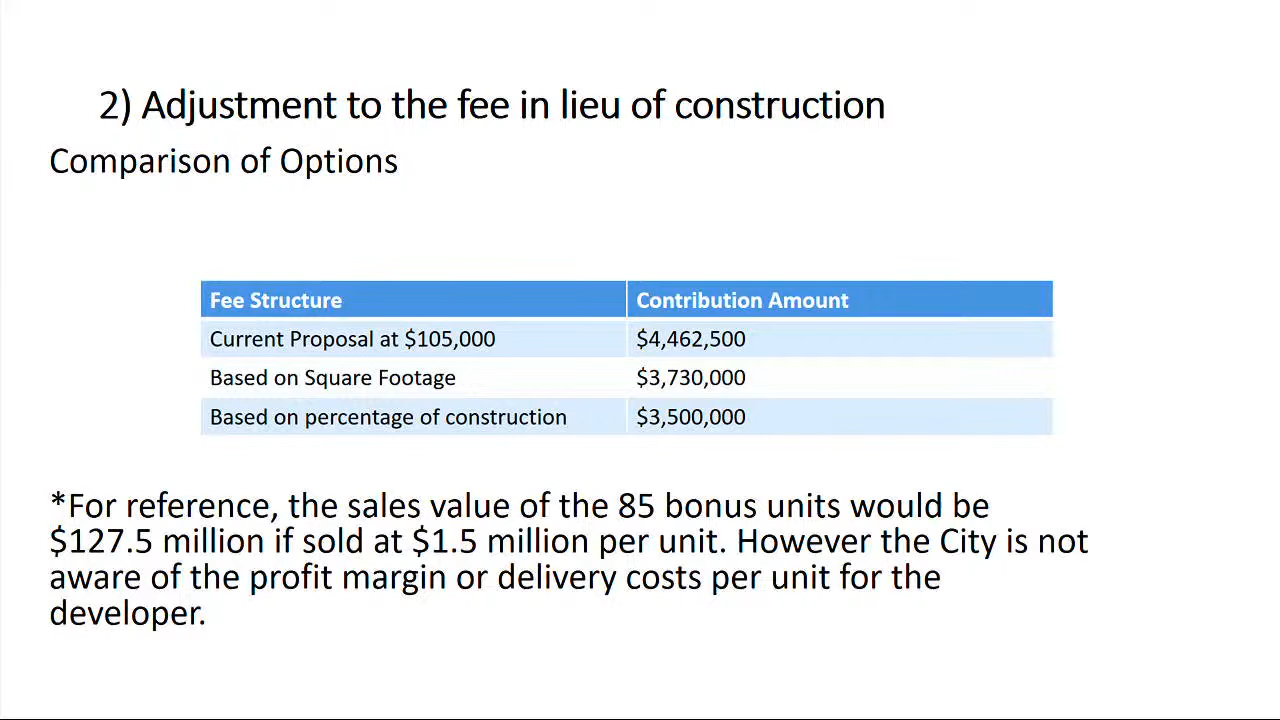 2) Adjustment to the fee in lieu of construction
Comparison of Options
Fee Structure Contribution Amount
Current Proposal at $105,000 $4,462,500
Based on Square Footage $3,730,000
Based on percentage of construction $3,500,000
*For reference, the sales value of the 85 bonus units would be
$127.5 million if sold at $1.5 million per unit. However the City is not
aware of the profit margin or delivery costs per unit for the
developer.